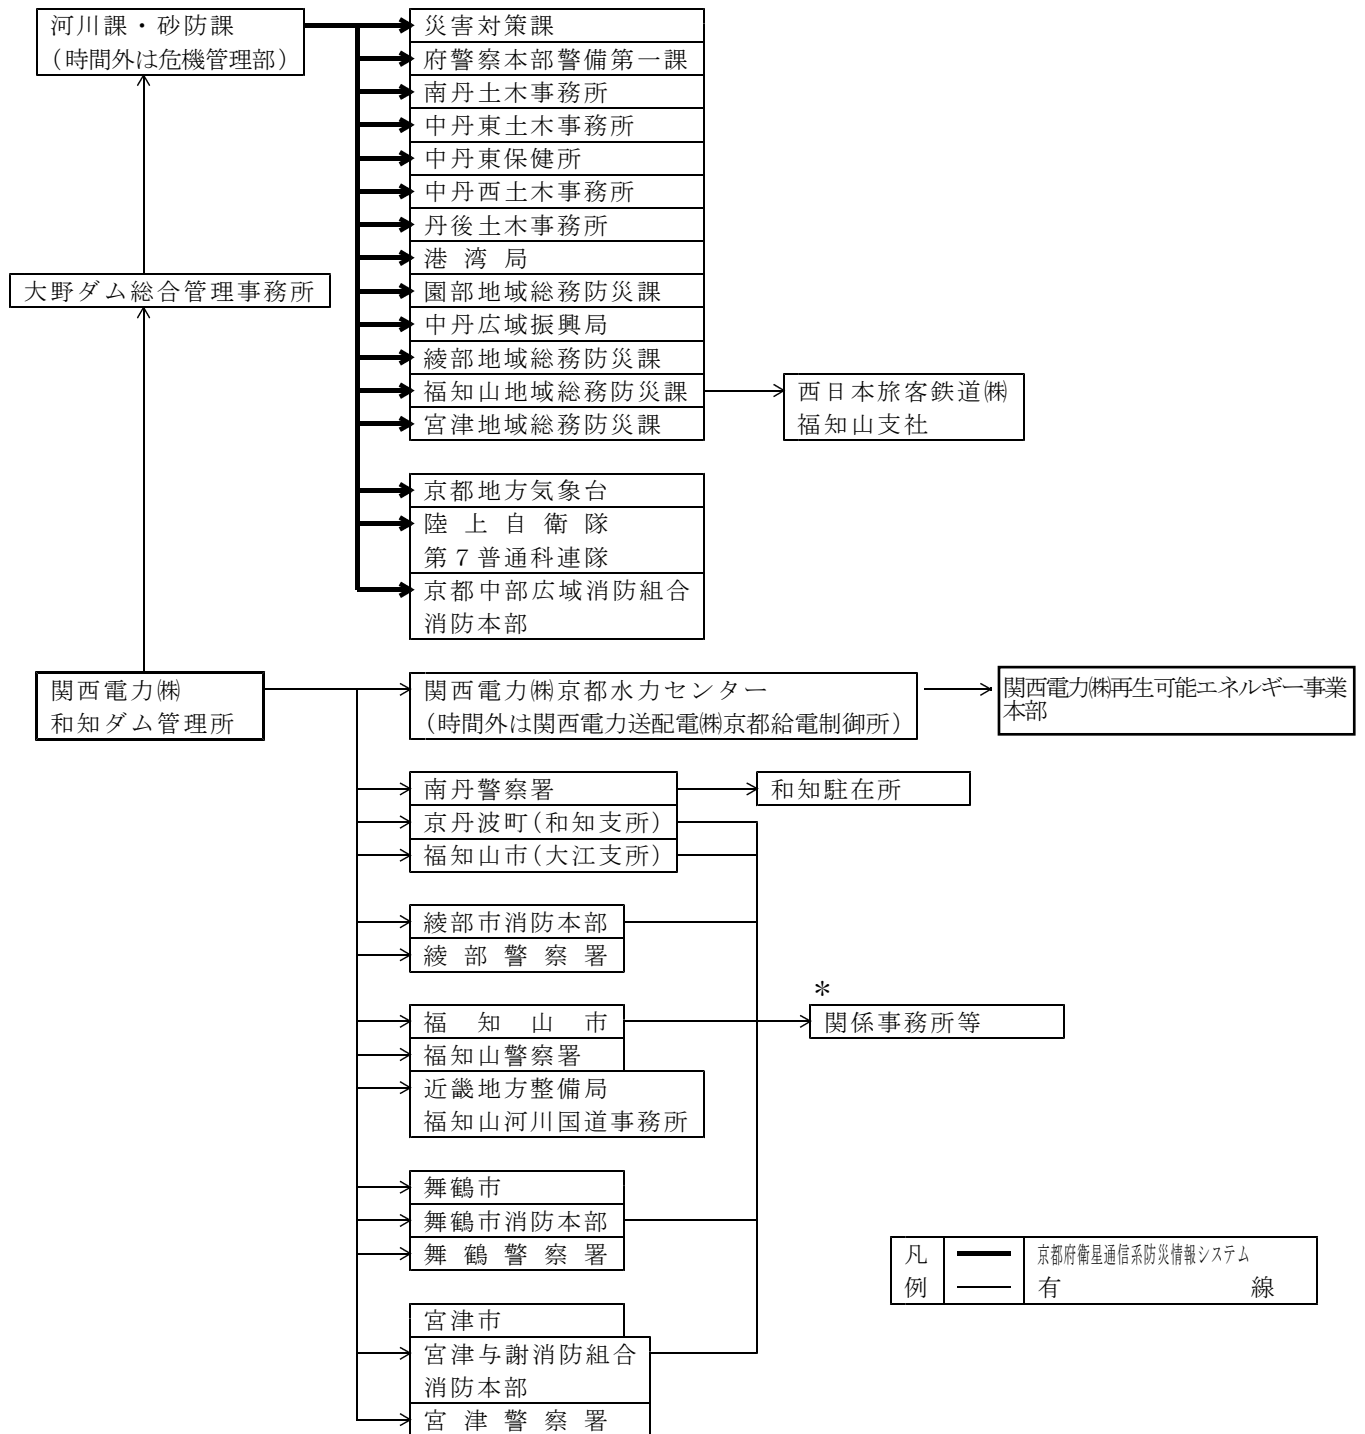 河川課・砂防課
(時間外は危機管理部)
災害対策課
府警察本部警備第一課
南丹土木事務所
中丹東土木事務所
中丹東保健所
中丹西土木事務所
丹後土木事務所
港湾局
大野ダム総合管理事務所
園部地域総務防災課
中丹広域振興局
綾部地域総務防災課
福知山地域総務防災課
西日本旅客鉄道㈱
福知山支社
宮津地域総務防災課
京都地方気象台
陸上自衛隊
第7普通科連隊
京都中部広域消防組合
消防本部
関西電力㈱
和知ダム管理所
関西電力㈱京都水力センター
(時間外は関西電力送配電㈱京都給電制御所)
関西電力㈱再生可能エネルギー事業
本部
南丹警察署
和知駐在所
京丹波町(和知支所)
福知山市(大江支所)
綾部市消防本部
綾部警察署
福知山市
*
関係事務所等
福知山警察署
近畿地方整備局
福知山河川国道事務所
舞鶴市
舞鶴市消防本部
舞鶴警察署
宮津市
宮津与謝消防組合
消防本部
宮津警察署
凡例
京都府衛星通信系防災情報システム
有線